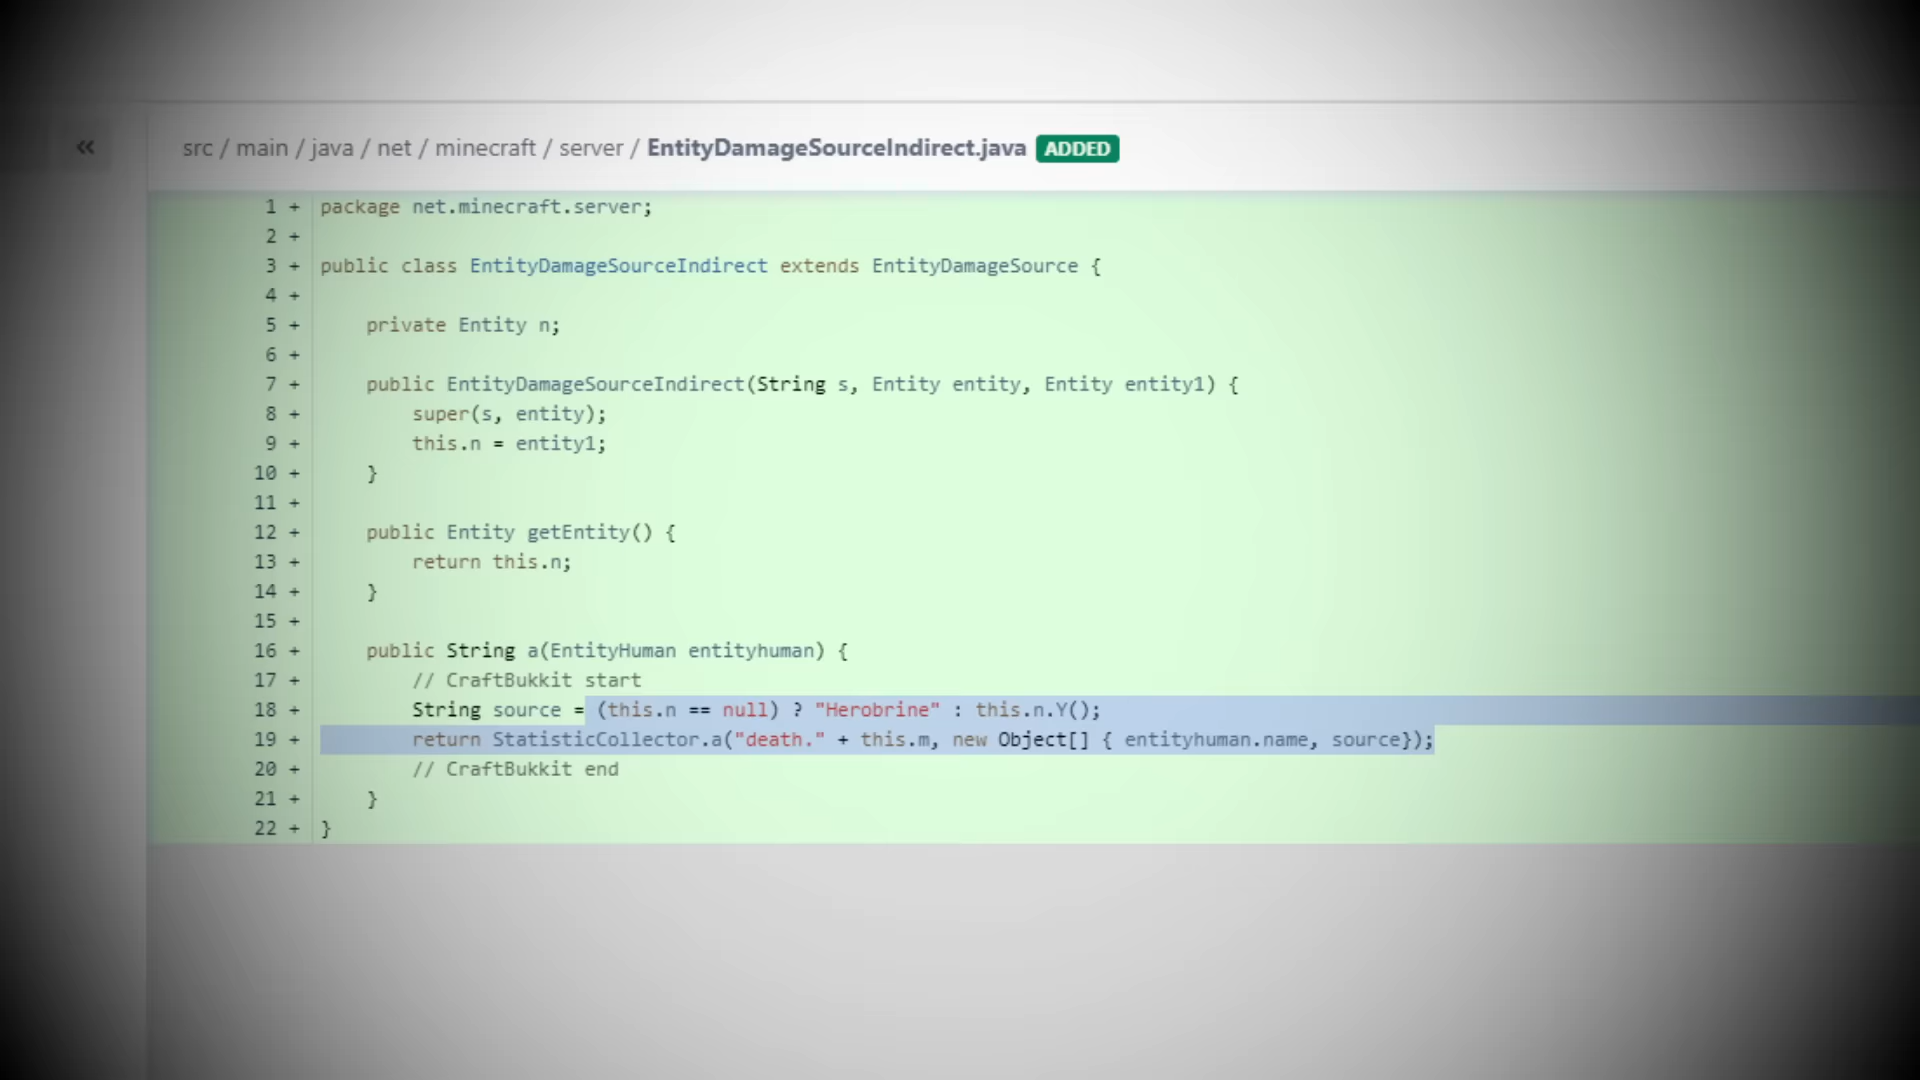 « src / main / java / net / minecraft / server / EntityDamageSourceIndirect.java ADDED
1 + package net.minecraft.server;
2 +
3 + public class EntityDamageSourceIndirect extends EntityDamageSource {
4 +
5 +     private Entity n;
6 +
7 +     public EntityDamageSourceIndirect(String s, Entity entity, Entity entity1) {
8 +         super(s, entity);
9 +         this.n = entity1;
10 +     }
11 +
12 +     public Entity getEntity() {
13 +         return this.n;
14 +     }
15 +
16 +     public String a(EntityHuman entityhuman) {
17 +         // CraftBukkit start
18 +         String source = (this.n == null) ? "Herobrine" : this.n.Y();
19 +         return StatisticCollector.a("death." + this.m, new Object[] { entityhuman.name, source});
20 +         // CraftBukkit end
21 +     }
22 + }